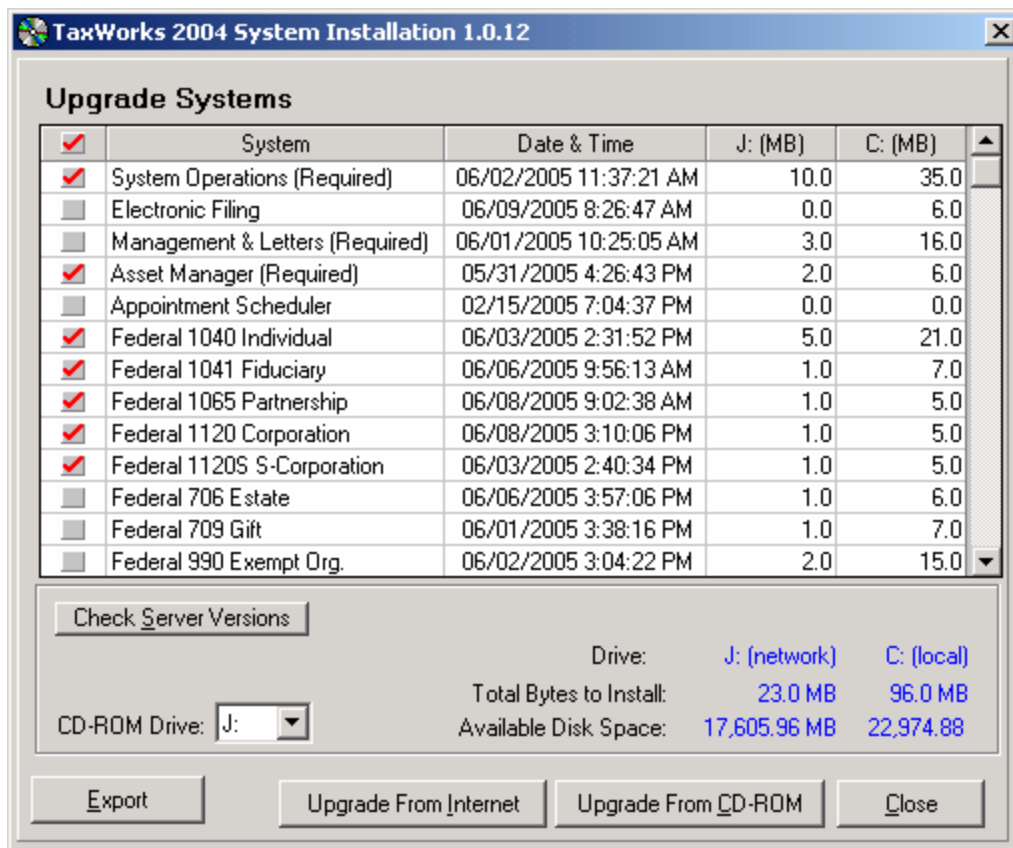 TaxWorks 2004 System Installation 1.0.12
Upgrade Systems
System Date & Time J: (MB) C: (MB)
System Operations (Required) 06/02/2005 11:37:21 AM 10.0 35.0
Electronic Filing 06/09/2005 8:26:47 AM 0.0 6.0
Management & Letters (Required) 06/01/2005 10:25:05 AM 3.0 16.0
Asset Manager (Required) 05/31/2005 4:26:43 PM 2.0 6.0
Appointment Scheduler 02/15/2005 7:04:37 PM 0.0 0.0
Federal 1040 Individual 06/03/2005 2:31:52 PM 5.0 21.0
Federal 1041 Fiduciary 06/06/2005 9:56:13 AM 1.0 7.0
Federal 1065 Partnership 06/08/2005 9:02:38 AM 1.0 5.0
Federal 1120 Corporation 06/08/2005 3:10:06 PM 1.0 5.0
Federal 1120S S-Corporation 06/03/2005 2:40:34 PM 1.0 5.0
Federal 706 Estate 06/06/2005 3:57:06 PM 1.0 6.0
Federal 709 Gift 06/01/2005 3:38:16 PM 1.0 7.0
Federal 990 Exempt Org. 06/02/2005 3:04:22 PM 2.0 15.0
Check Server Versions
Drive: J: (network) C: (local)
Total Bytes to Install: 23.0 MB 96.0 MB
CD-ROM Drive: J: Available Disk Space: 17,605.96 MB 22,974.88
Export Upgrade From Internet Upgrade From CD-ROM Close